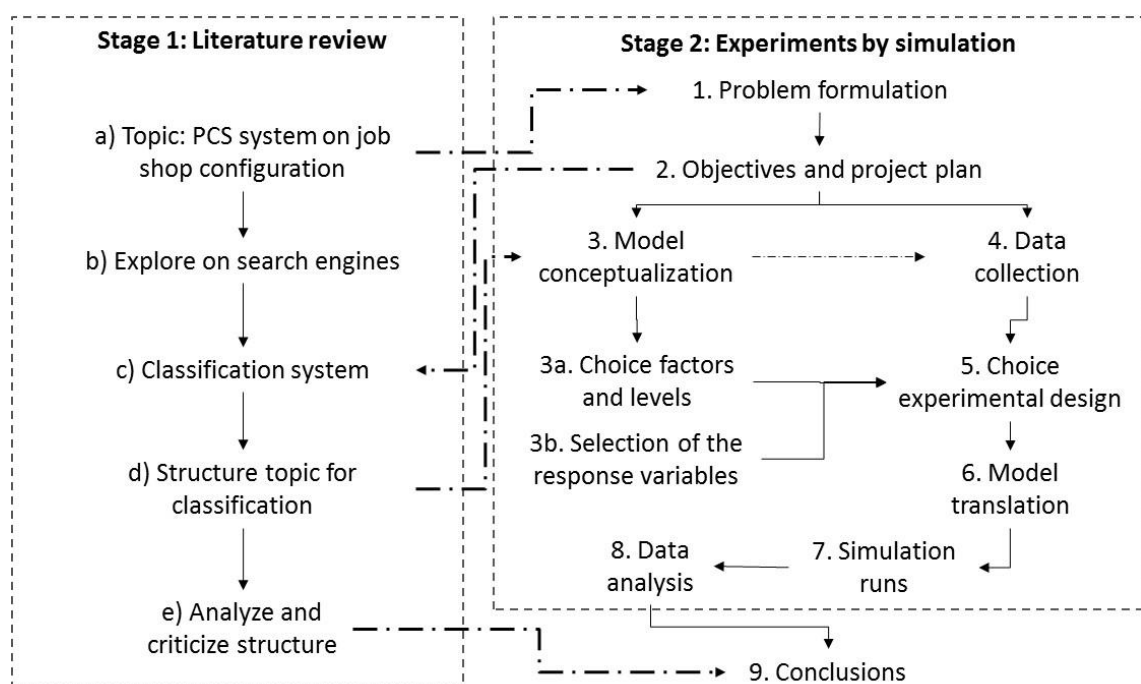 Stage 1: Literature review
a) Topic: PCS system on job
shop configuration
b) Explore on search engines
c) Classification system
d) Structure topic for
classification
e) Analyze and
criticize structure
Stage 2: Experiments by simulation
1. Problem formulation
2. Objectives and project plan
3. Model
conceptualization
4. Data
collection
3a. Choice factors
and levels
3b. Selection of the
response variables
5. Choice
experimental design
6. Model
translation
7. Simulation
runs
8. Data
analysis
9. Conclusions